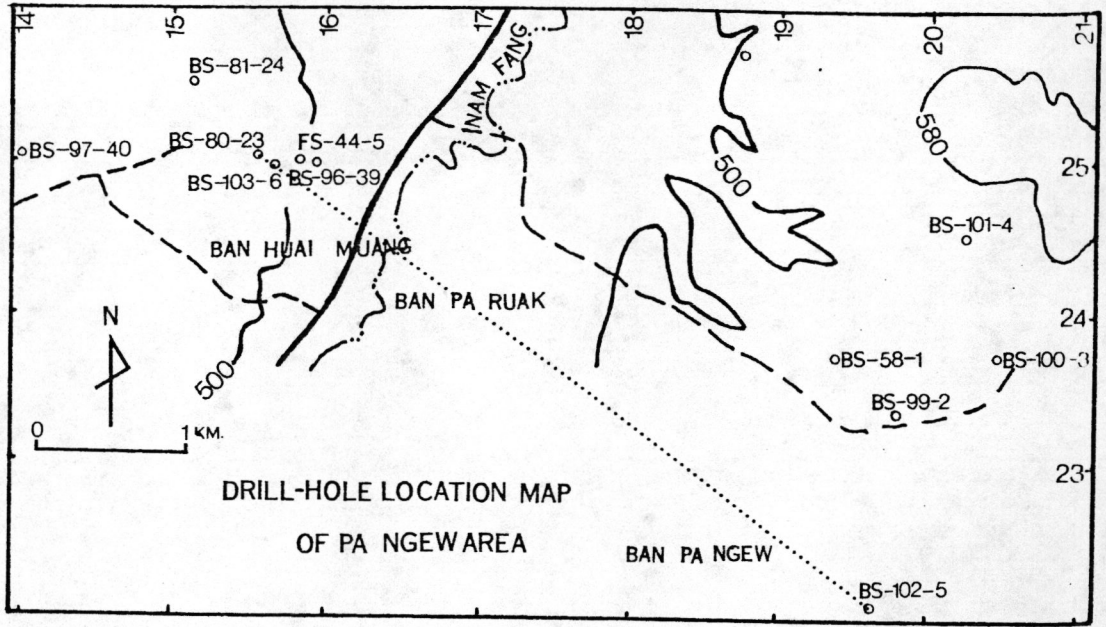 14 15 16 17 18 19 20 21
BS-81-24
INAM FANG
BS-97-40
BS-80-23
FS-44-5
BS-103-6
BS-96-39
500
580
25
BS-101-4
BAN HUAI MUANG
BAN PA RUAK
24
N
500
BS-58-1
BS-100-3
BS-99-2
0 1 KM.
23
DRILL-HOLE LOCATION MAP
OF PA NGEW AREA
BAN PA NGEW
BS-102-5